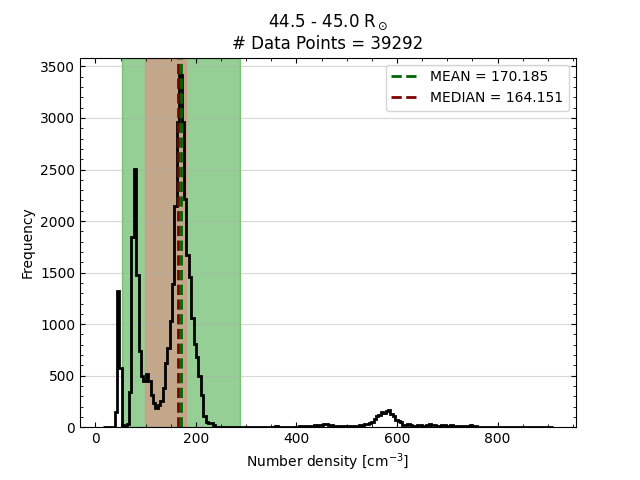 44.5 - 45.0 R⊙
# Data Points = 39292
MEAN = 170.185
MEDIAN = 164.151
3500
3000
2500
2000
1500
1000
500
0
Frequency
0 200 400 600 800
Number density [cm⁻³]